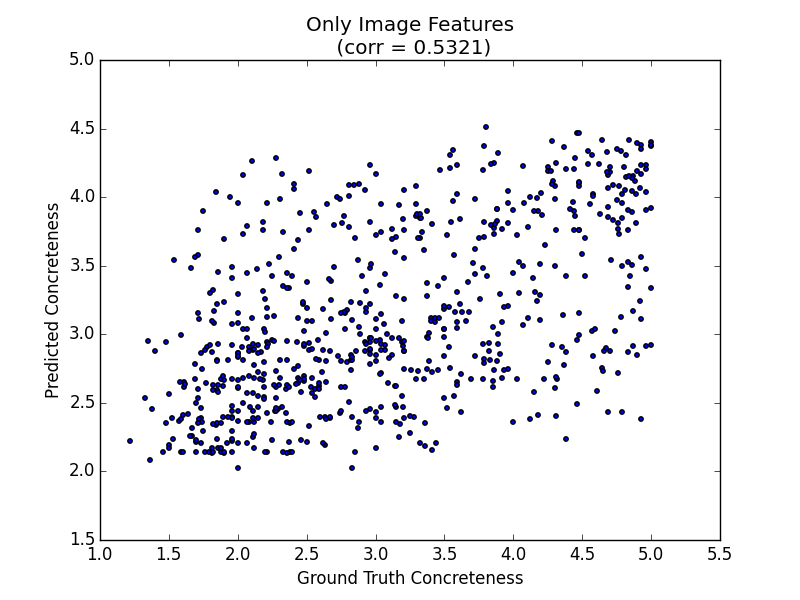 Only Image Features
(corr = 0.5321)
Predicted Concreteness
5.0
4.5
4.0
3.5
3.0
2.5
2.0
1.5
1.0 1.5 2.0 2.5 3.0 3.5 4.0 4.5 5.0 5.5
Ground Truth Concreteness